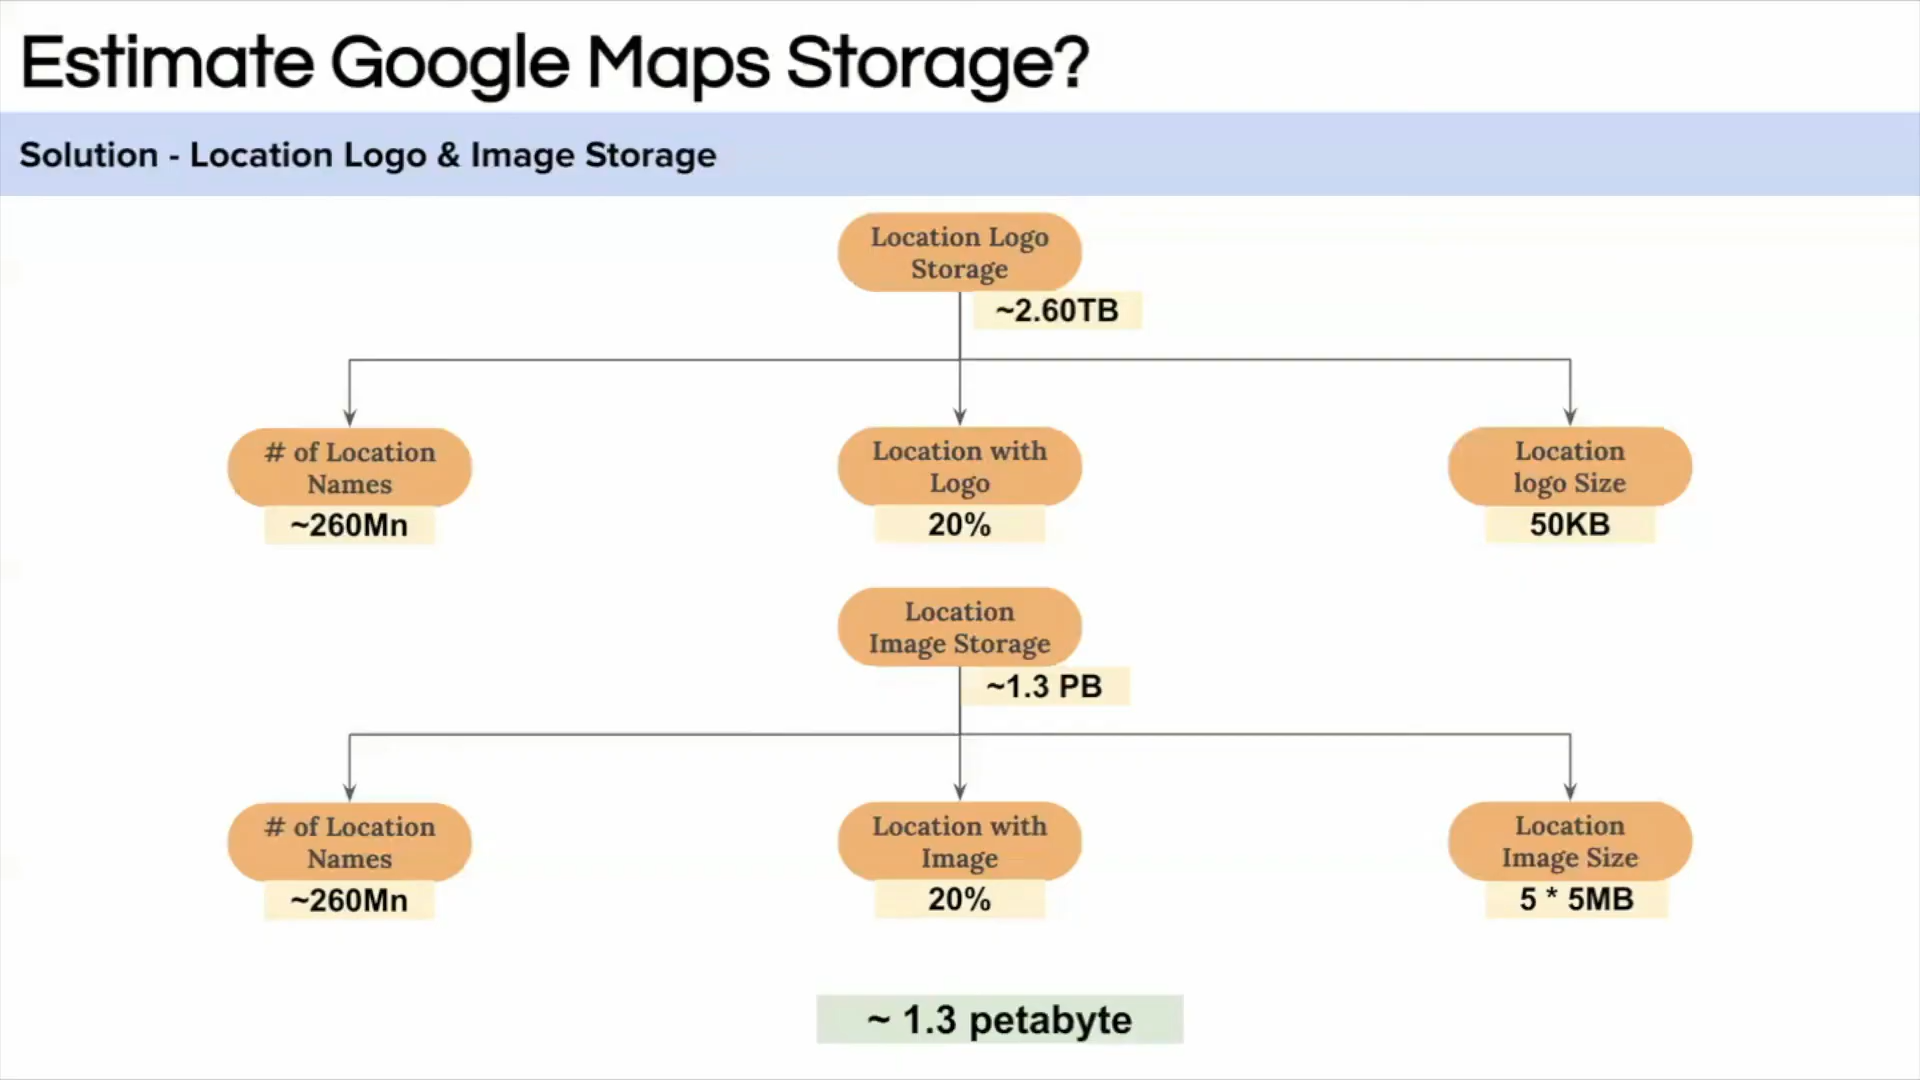 Estimate Google Maps Storage?
Solution - Location Logo & Image Storage
Location Logo
Storage
~2.60TB
# of Location
Names
~260Mn
Location with
Logo
20%
Location
logo Size
50KB
Location
Image Storage
~1.3 PB
# of Location
Names
~260Mn
Location with
Image
20%
Location
Image Size
5 * 5MB
~ 1.3 petabyte